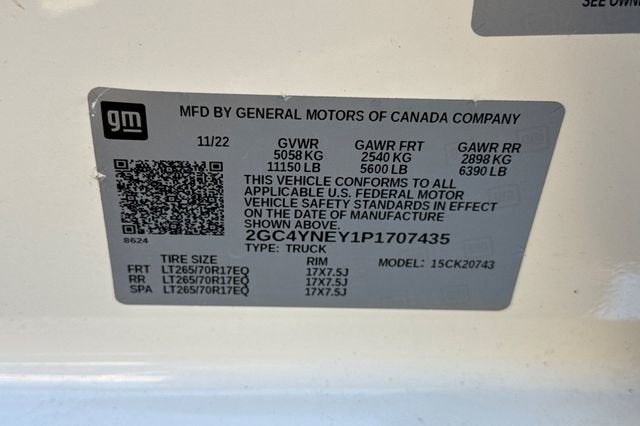 SEE OWNE
gm
MFD BY GENERAL MOTORS OF CANADA COMPANY
11/22 GVWR GAWR FRT GAWR RR
5058 KG 2540 KG 2898 KG
11150 LB 5600 LB 6390 LB
THIS VEHICLE CONFORMS TO ALL
APPLICABLE U.S. FEDERAL MOTOR
VEHICLE SAFETY STANDARDS IN EFFECT
ON THE DATE OF MANUFACTURE
SHOWN ABOVE.
8624 2GC4YNEY1P1707435
TYPE: TRUCK
TIRE SIZE RIM MODEL: 15CK20743
FRT LT265/70R17EQ 17X7.5J
RR LT265/70R17EQ 17X7.5J
SPA LT265/70R17EQ 17X7.5J